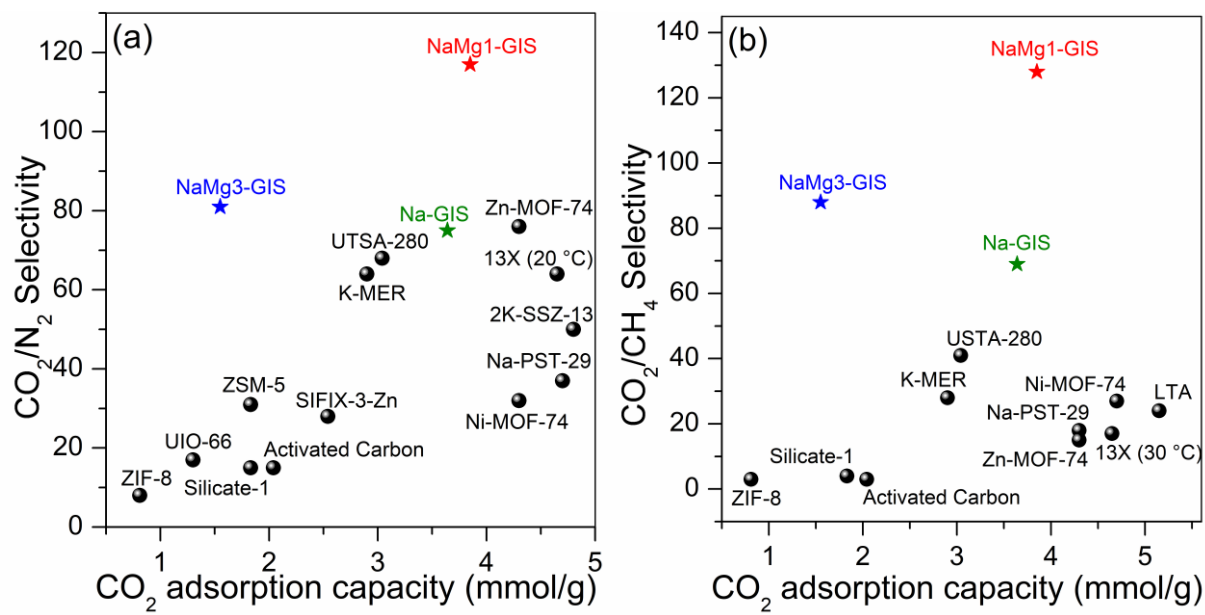 (a)
CO2/N2 Selectivity
120
100
80
60
40
20
0
NaMg1-GIS
NaMg3-GIS
Na-GIS
Zn-MOF-74
UTSA-280
13X (20 °C)
K-MER
2K-SSZ-13
Na-PST-29
ZSM-5
SIFIX-3-Zn
Ni-MOF-74
UIO-66
Activated Carbon
ZIF-8
Silicate-1
1 2 3 4 5
CO2 adsorption capacity (mmol/g)
(b)
CO2/CH4 Selectivity
140
120
100
80
60
40
20
0
NaMg1-GIS
NaMg3-GIS
Na-GIS
USTA-280
K-MER
Ni-MOF-74
LTA
Na-PST-29
Zn-MOF-74
13X (30 °C)
Silicate-1
ZIF-8
Activated Carbon
1 2 3 4 5
CO2 adsorption capacity (mmol/g)